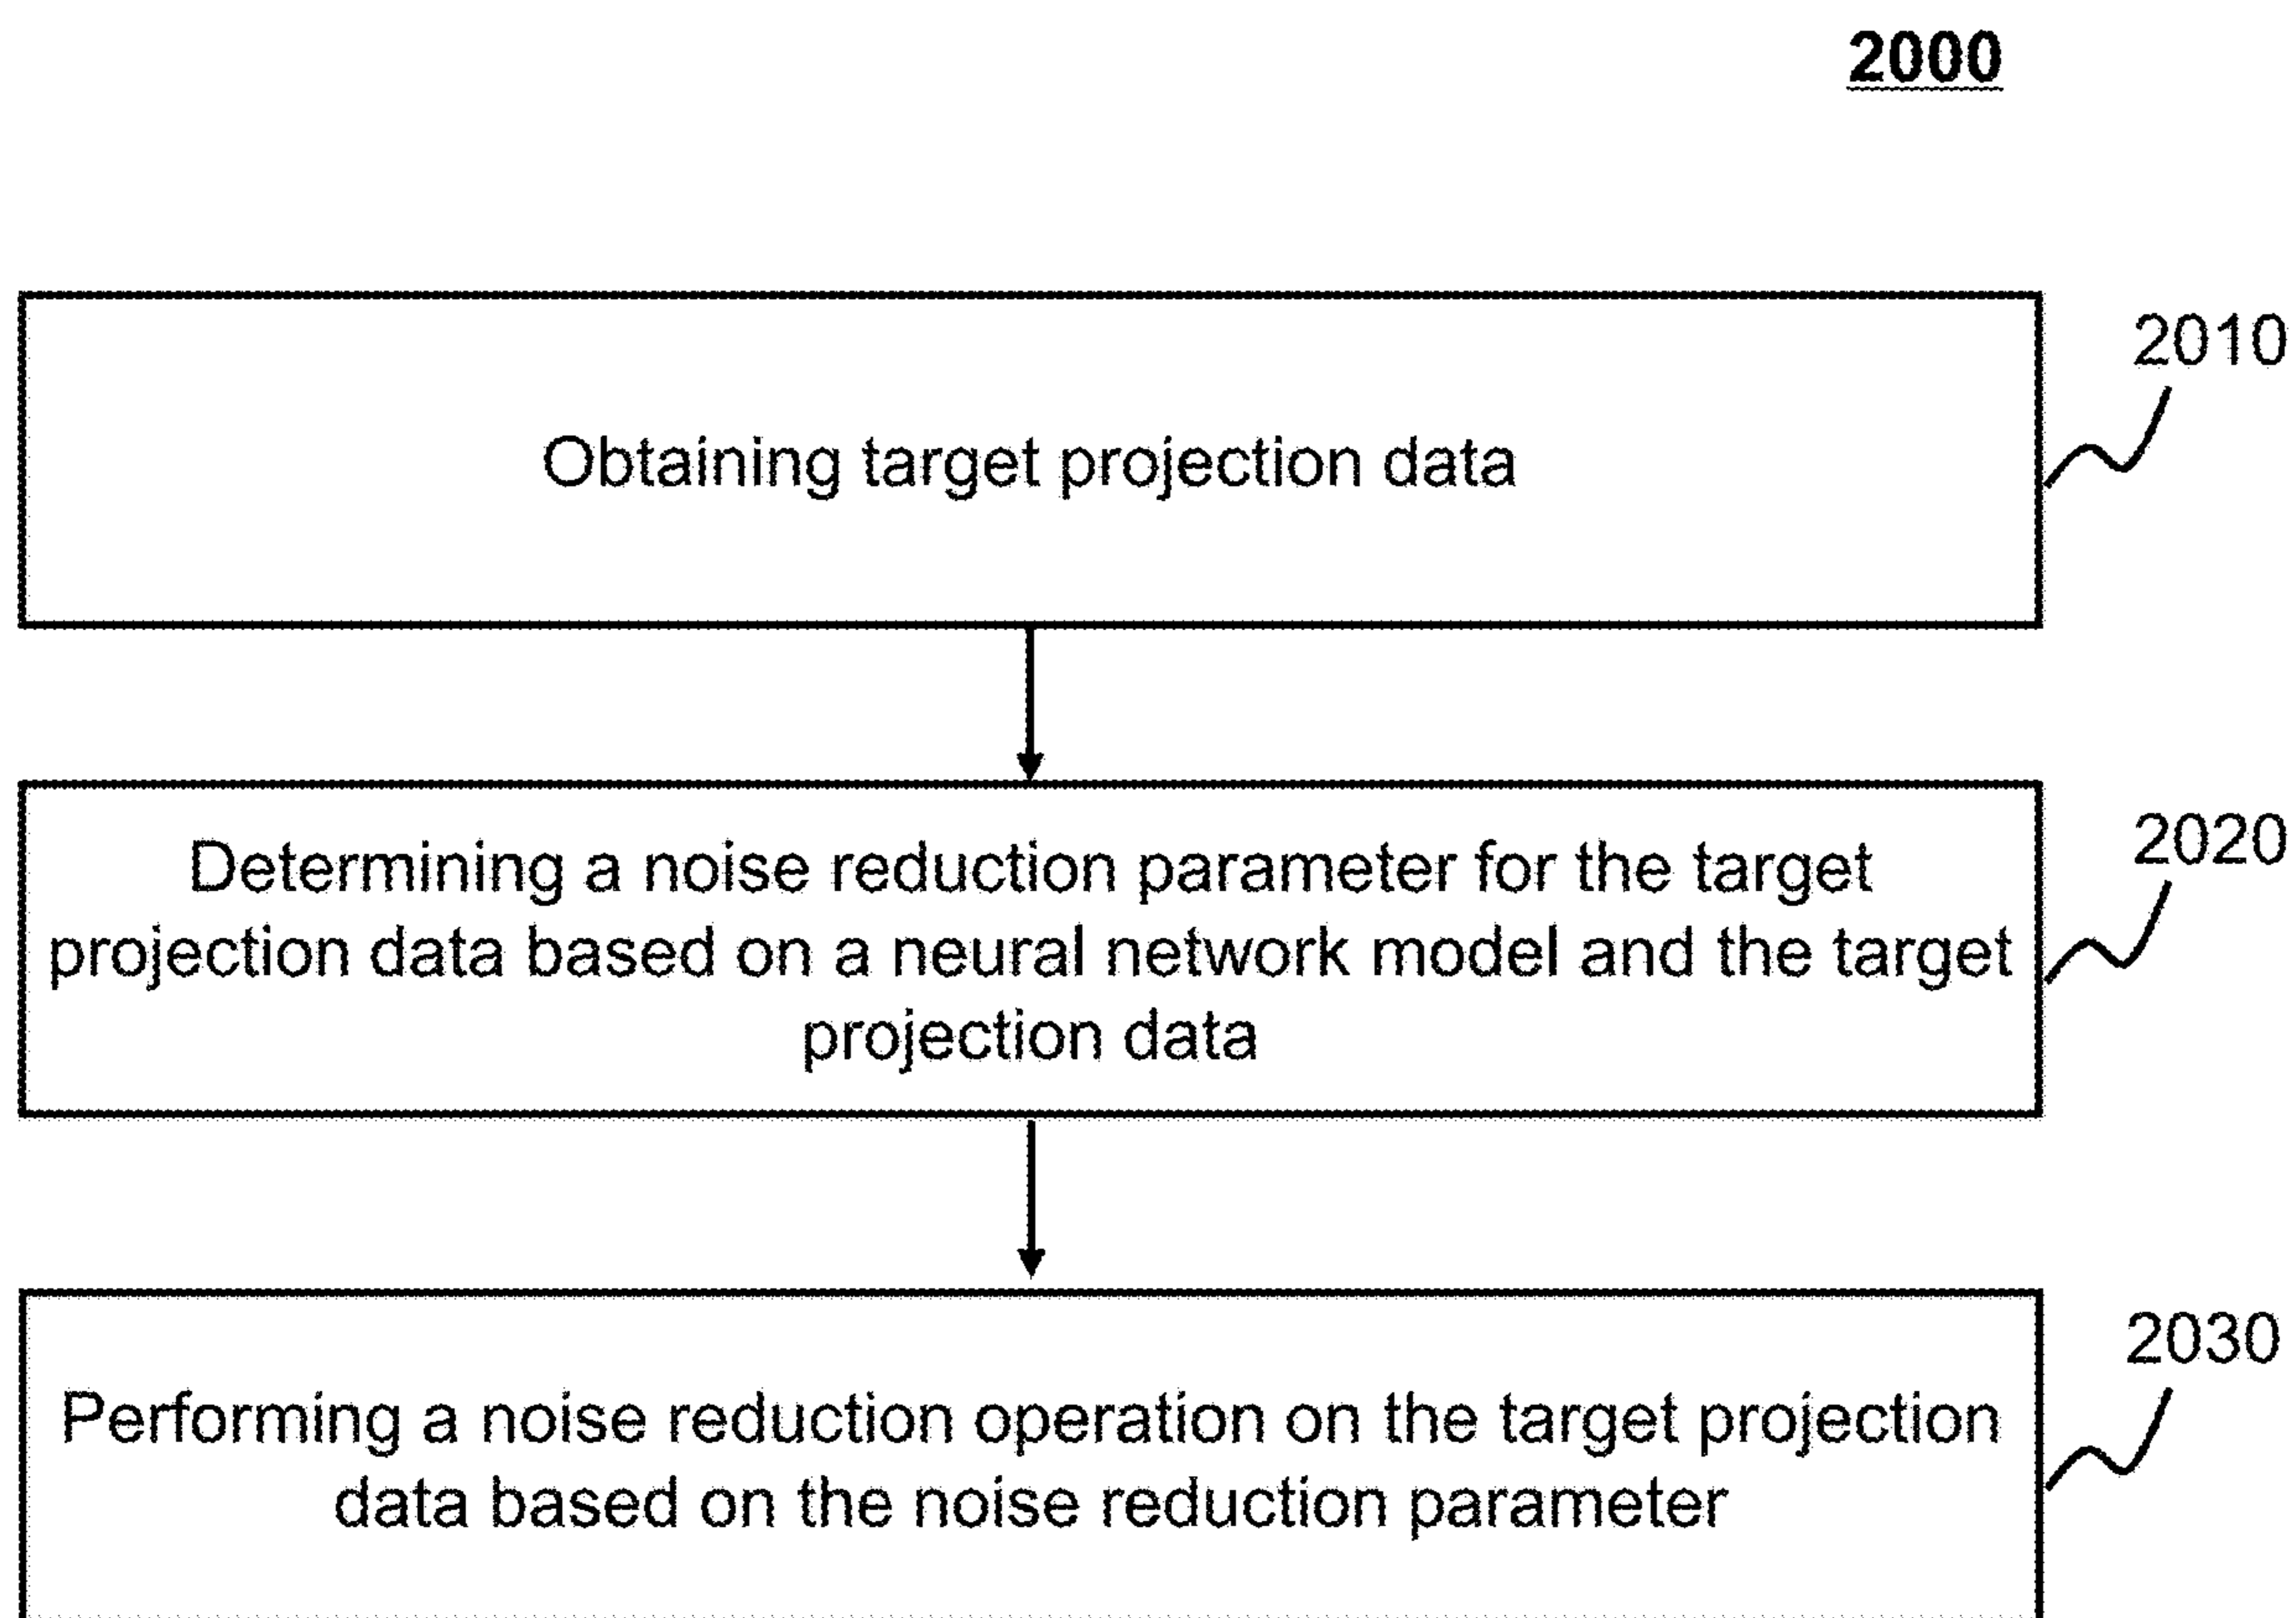 2000
Obtaining target projection data
2010
Determining a noise reduction parameter for the target
projection data based on a neural network model and the target
projection data
2020
Performing a noise reduction operation on the target projection
data based on the noise reduction parameter
2030